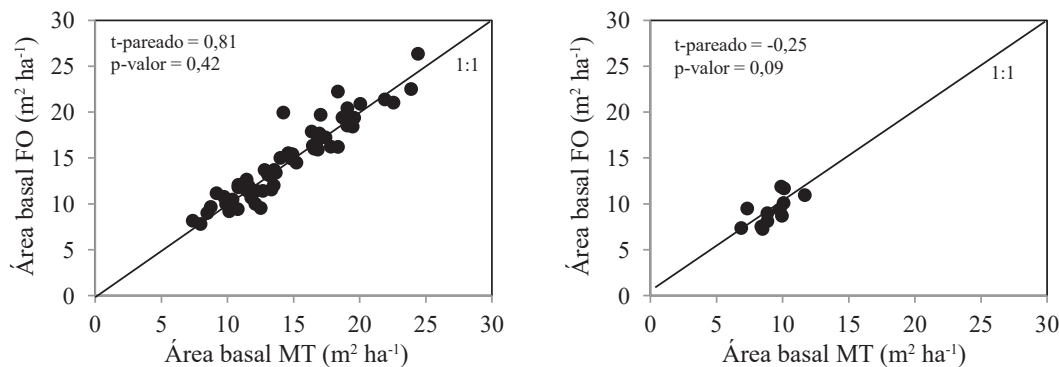 30
25
20
15
10
5
0
Área basal FO (m² ha⁻¹)
t-pareado = 0,81
p-valor = 0,42
1:1
0 5 10 15 20 25 30
Área basal MT (m² ha⁻¹)
30
25
20
15
10
5
0
Área basal FO (m² ha⁻¹)
t-pareado = -0,25
p-valor = 0,09
1:1
0 5 10 15 20 25 30
Área basal MT (m² ha⁻¹)